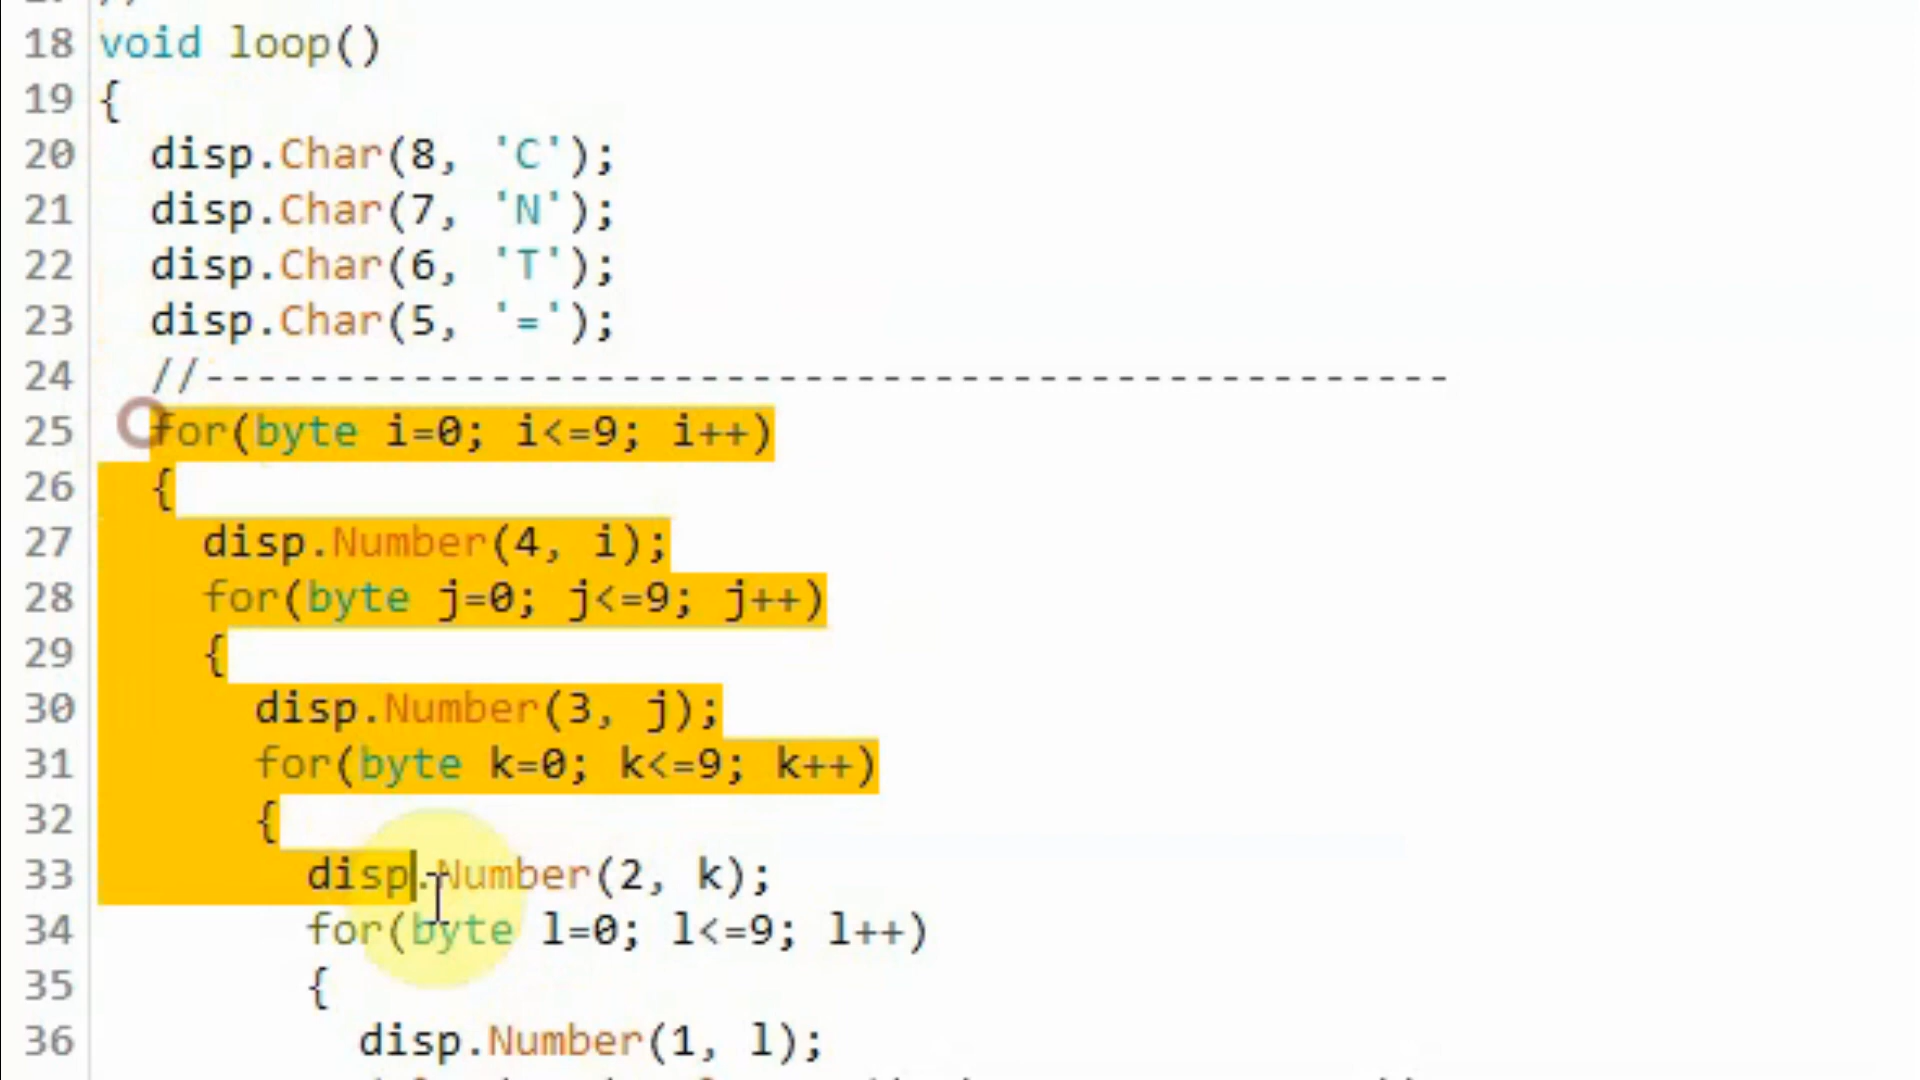 18 void loop()
19 {
20 disp.Char(8, 'C');
21 disp.Char(7, 'N');
22 disp.Char(6, 'T');
23 disp.Char(5, '=');
24 //------------------------------------------------
25 for(byte i=0; i<=9; i++)
26 {
27 disp.Number(4, i);
28 for(byte j=0; j<=9; j++)
29 {
30 disp.Number(3, j);
31 for(byte k=0; k<=9; k++)
32 {
33 disp.Number(2, k);
34 for(byte l=0; l<=9; l++)
35 {
36 disp.Number(1, l);